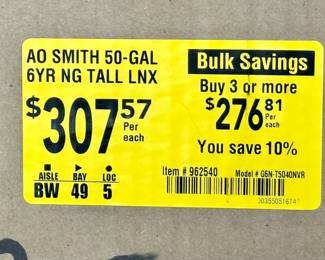 AO SMITH 50-GAL
6YR NG TALL LNX
$307.57
Per
each
AISLE BAY LOC
BW 49 5
Bulk Savings
Buy 3 or more
$276.81
Per
each
You save 10%
Item # 962540 Model # G6N-T5040NVR